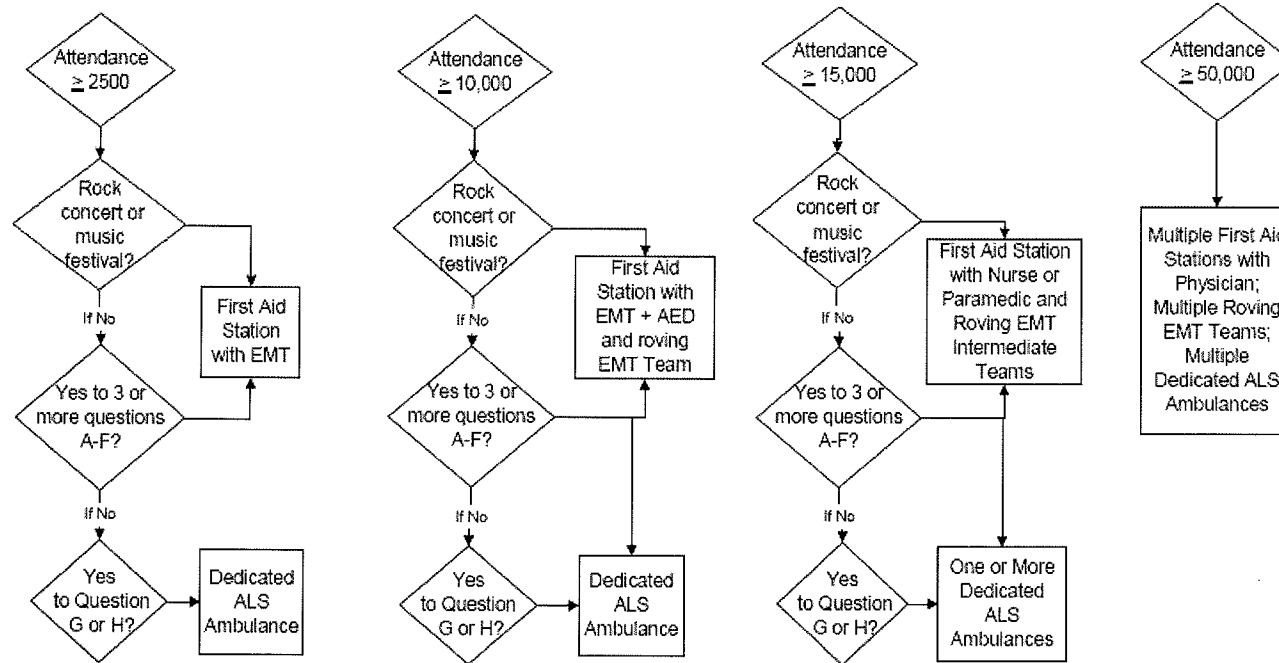 Attendance
≥ 2500
Rock
concert or
music
festival?
If No
First Aid
Station
with EMT
Yes to 3 or
more questions
A-F?
If No
Yes
to Question
G or H?
Dedicated
ALS
Ambulance
Attendance
≥ 10,000
Rock
concert or
music
festival?
If No
First Aid
Station with
EMT + AED
and roving
EMT Team
Yes to 3 or
more questions
A-F?
If No
Yes
to Question
G or H?
Dedicated
ALS
Ambulance
Attendance
≥ 15,000
Rock
concert or
music
festival?
If No
First Aid Station
with Nurse or
Paramedic and
Roving EMT
Intermediate
Teams
Yes to 3 or
more questions
A-F?
If No
Yes
to Question
G or H?
One or More
Dedicated
ALS
Ambulances
Attendance
≥ 50,000
Multiple First Aid
Stations with
Physician;
Multiple Roving
EMT Teams;
Multiple
Dedicated ALS
Ambulances